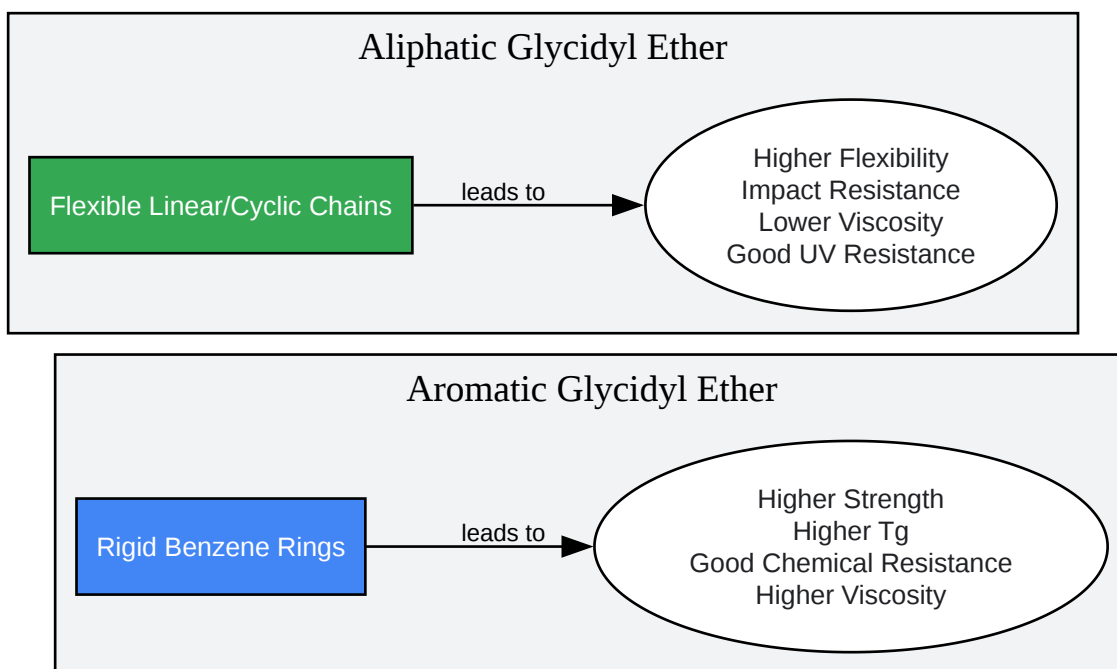 Aliphatic Glycidyl Ether
Flexible Linear/Cyclic Chains
leads to
Higher Flexibility
Impact Resistance
Lower Viscosity
Good UV Resistance
Aromatic Glycidyl Ether
Rigid Benzene Rings
leads to
Higher Strength
Higher Tg
Good Chemical Resistance
Higher Viscosity